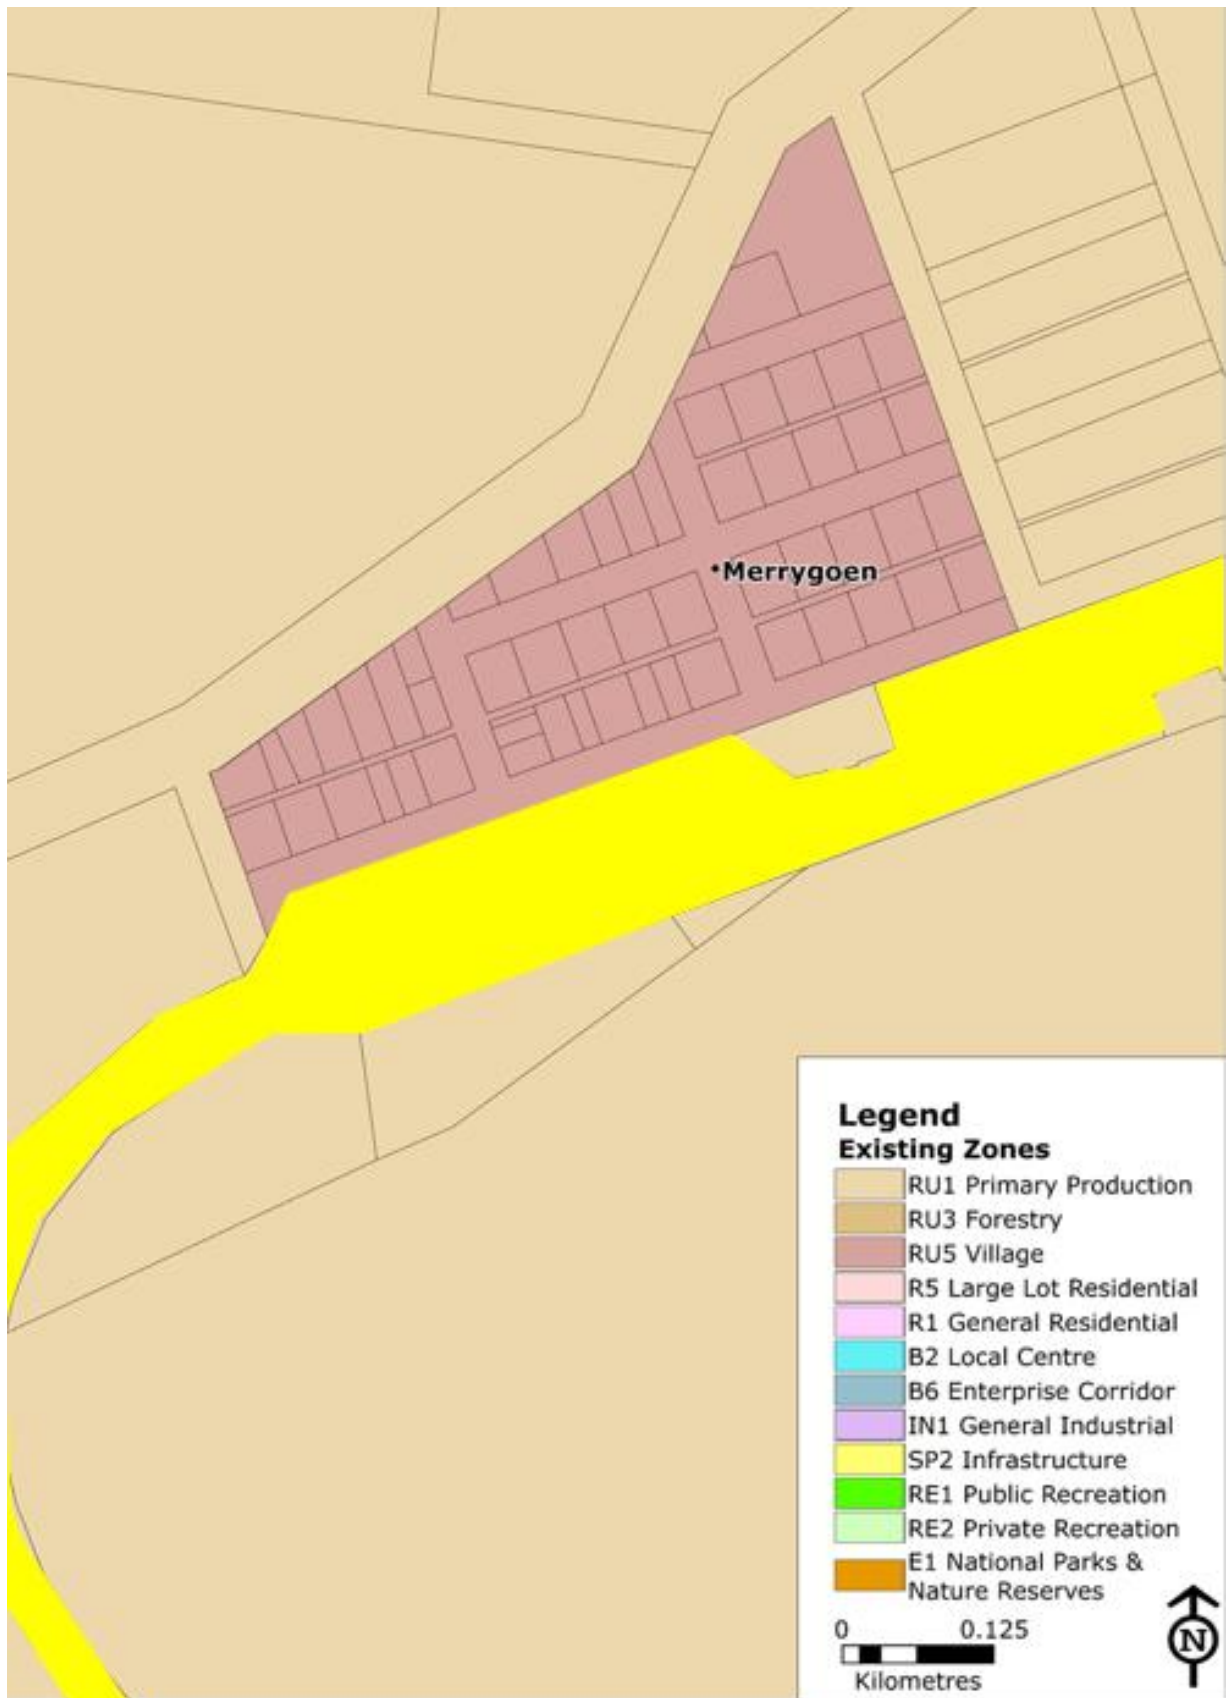 Merrygoen
Legend
Existing Zones
RU1 Primary Production
RU3 Forestry
RU5 Village
R5 Large Lot Residential
R1 General Residential
B2 Local Centre
B6 Enterprise Corridor
IN1 General Industrial
SP2 Infrastructure
RE1 Public Recreation
RE2 Private Recreation
E1 National Parks &
Nature Reserves
0 0.125
Kilometres
N